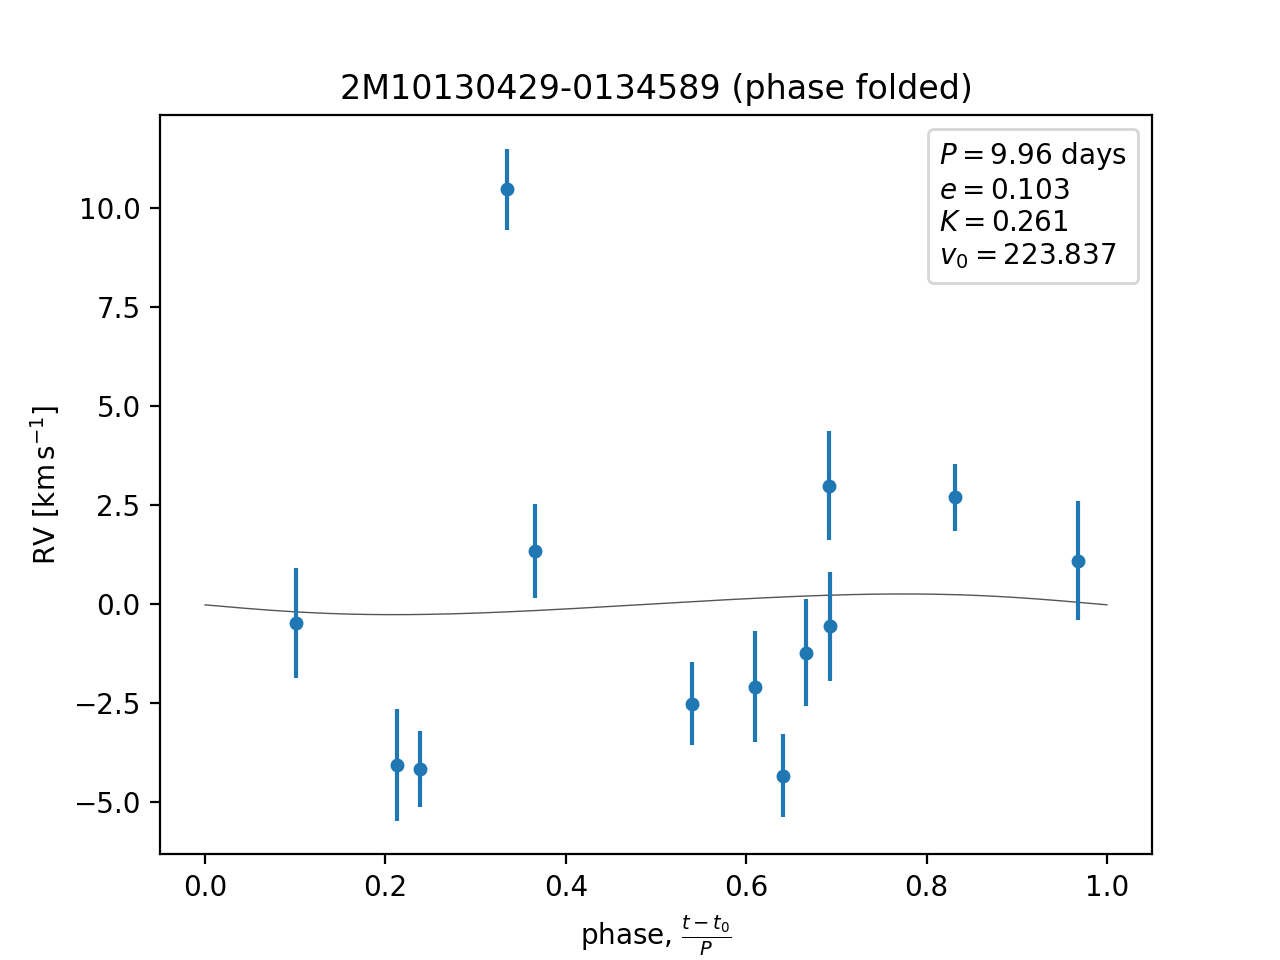 2M10130429-0134589 (phase folded)
P = 9.96 days
e = 0.103
K = 0.261
v₀ = 223.837
10.0
7.5
5.0
2.5
0.0
−2.5
−5.0
RV [km s⁻¹]
0.0 0.2 0.4 0.6 0.8 1.0
phase, (t − t₀)/P